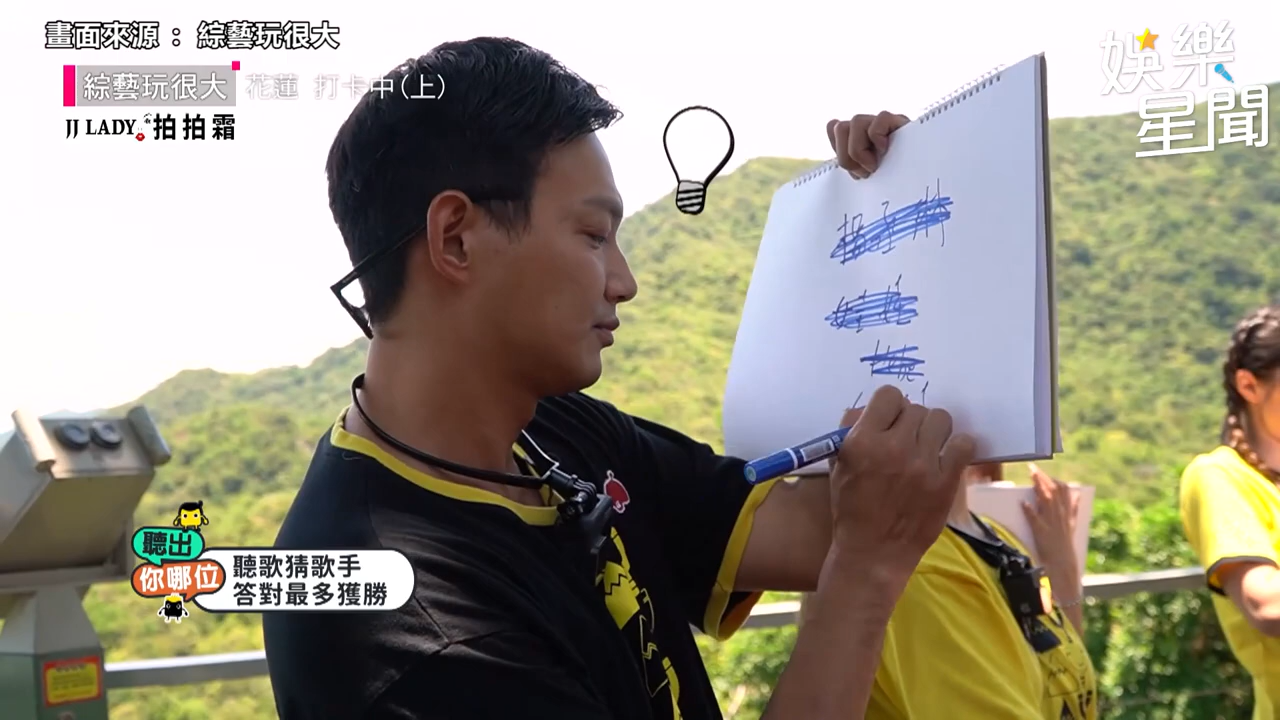 畫面來源：綜藝玩很大
綜藝玩很大 花蓮 打卡中(上)
JJ LADY 拍拍霜
娛樂
星聞
聽出
你哪位
聽歌猜歌手
答對最多獲勝